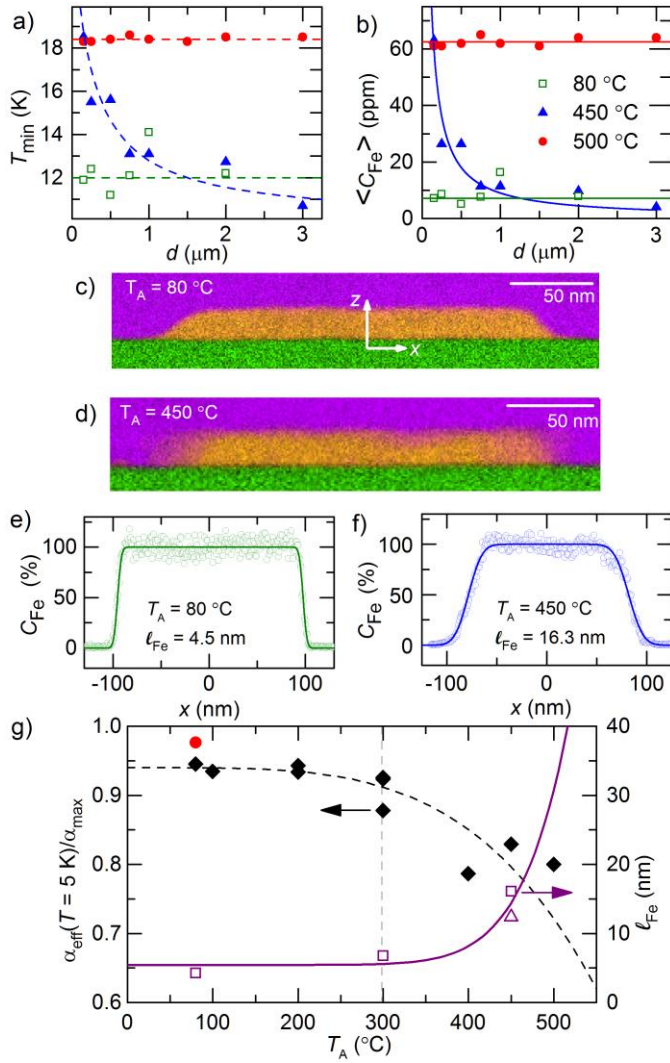 a)
18
16
14
12
T_min (K)
0 1 2 3
d (μm)
b)
60
40
20
0
<C_Fe> (ppm)
80 °C
450 °C
500 °C
0 1 2 3
d (μm)
c)
T_A = 80 °C
z
x
50 nm
d)
T_A = 450 °C
50 nm
e)
100
50
0
C_Fe (%)
T_A = 80 °C
ℓ_Fe = 4.5 nm
-100 0 100
x (nm)
f)
100
50
0
C_Fe (%)
T_A = 450 °C
ℓ_Fe = 16.3 nm
-100 0 100
x (nm)
g)
1.0
0.9
0.8
0.7
0.6
α_eff(T = 5 K)/α_max
40
30
20
10
0
ℓ_Fe (nm)
0 100 200 300 400 500
T_A (°C)